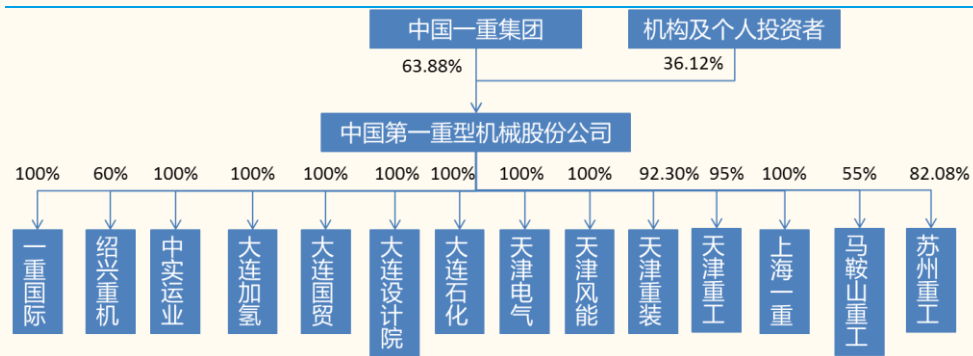 中国一重集团
机构及个人投资者
63.88%
36.12%
中国第一重型机械股份公司
100%
60%
100%
100%
100%
100%
100%
100%
100%
92.30%
95%
100%
55%
82.08%
一重国际
绍兴重机
中实运业
大连加氢
大连国贸
大连设计院
大连石化
天津电气
天津风能
天津重装
天津重工
上海一重
马鞍山重工
苏州重工